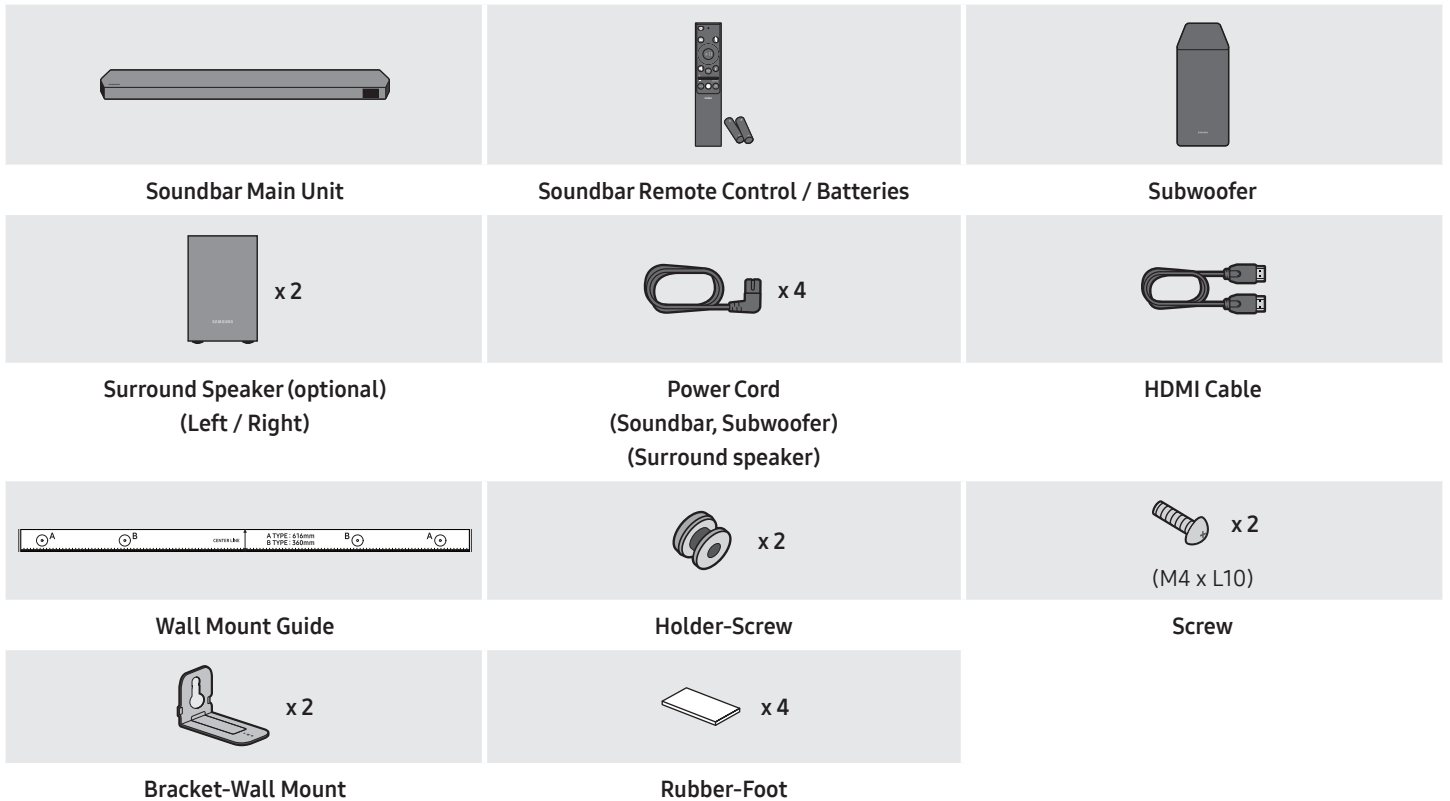 Soundbar Main Unit
Soundbar Remote Control / Batteries
Subwoofer
SAMSUNG
x 2
x 4
Surround Speaker (optional)
(Left / Right)
Power Cord
(Soundbar, Subwoofer)
(Surround speaker)
HDMI Cable
A
B
CENTER LINE
A TYPE : 616mm
B TYPE : 360mm
B
A
x 2
x 2
(M4 x L10)
Wall Mount Guide
Holder-Screw
Screw
x 2
x 4
Bracket-Wall Mount
Rubber-Foot